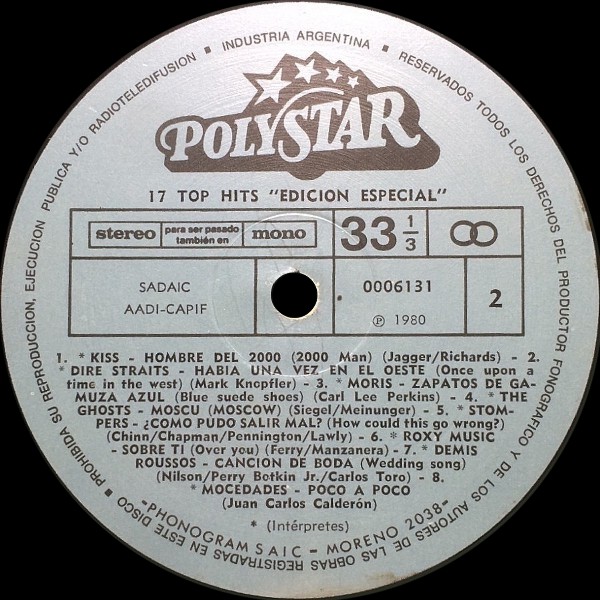 PROHIBIDA SU REPRODUCCION, EJECUCION PUBLICA Y/O RADIOTELEDIFUSION ■ INDUSTRIA ARGENTINA ■ RESERVADOS TODOS LOS DERECHOS DEL PRODUCTOR FONOGRAFICO Y DE LOS AUTORES DE LAS OBRAS REGISTRADAS EN ESTE DISCO ■
POLYSTAR
17 TOP HITS "EDICION ESPECIAL"
stereo para ser pasado también en mono 33 1/3
SADAIC
AADI-CAPIF
0006131
℗ 1980
2
1. * KISS - HOMBRE DEL 2000 (2000 Man) (Jagger/Richards) - 2.
* DIRE STRAITS - HABIA UNA VEZ EN EL OESTE (Once upon a
time in the west) (Mark Knopfler) - 3. * MORIS - ZAPATOS DE GA-
MUZA AZUL (Blue suede shoes) (Carl Lee Perkins) - 4. * THE
GHOSTS - MOSCU (MOSCOW) (Siegel/Meinunger) - 5. * STOM-
PERS - ¿COMO PUDO SALIR MAL? (How could this go wrong?)
(Chinn/Chapman/Pennington/Lawly) - 6. * ROXY MUSIC
- SOBRE TI (Over you) (Ferry/Manzanera) - 7. * DEMIS
ROUSSOS - CANCION DE BODA (Wedding song)
(Nilson/Perry Botkin Jr./Carlos Toro) - 8.
* MOCEDADES - POCO A POCO
(Juan Carlos Calderón)
* (Intérpretes)
-PHONOGRAM SAIC - MORENO 2038-